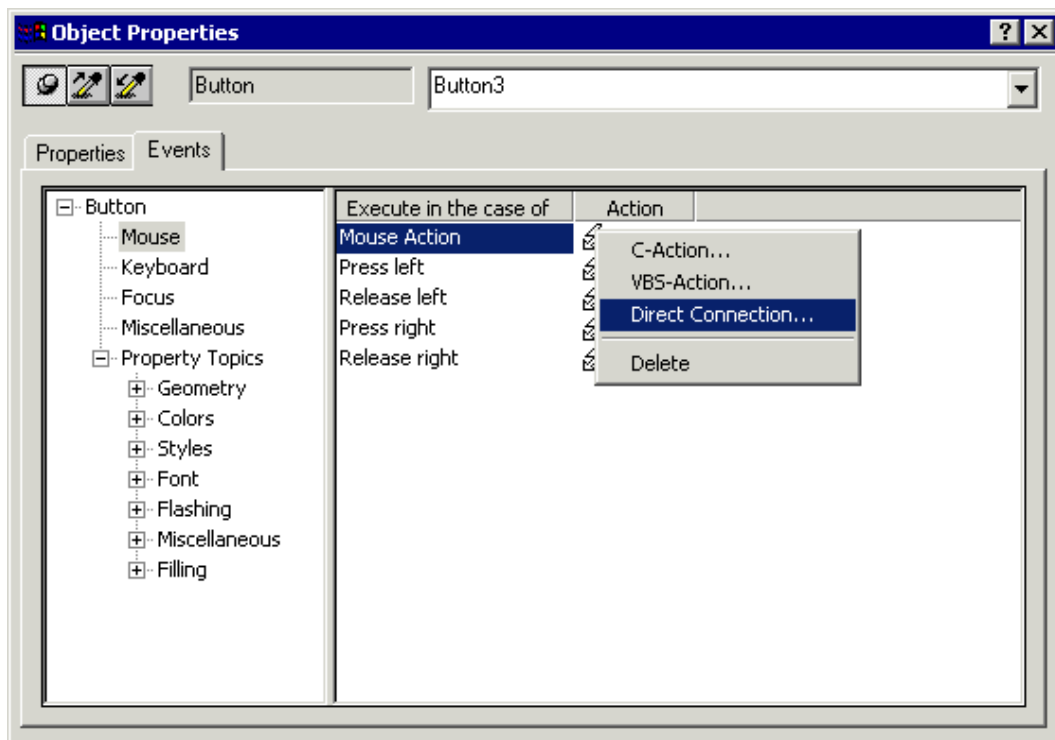 Object Properties
Button Button3
Properties Events
Button
Mouse
Keyboard
Focus
Miscellaneous
Property Topics
Geometry
Colors
Styles
Font
Flashing
Miscellaneous
Filling
Execute in the case of Action
Mouse Action
Press left
Release left
Press right
Release right
C-Action...
VBS-Action...
Direct Connection...
Delete